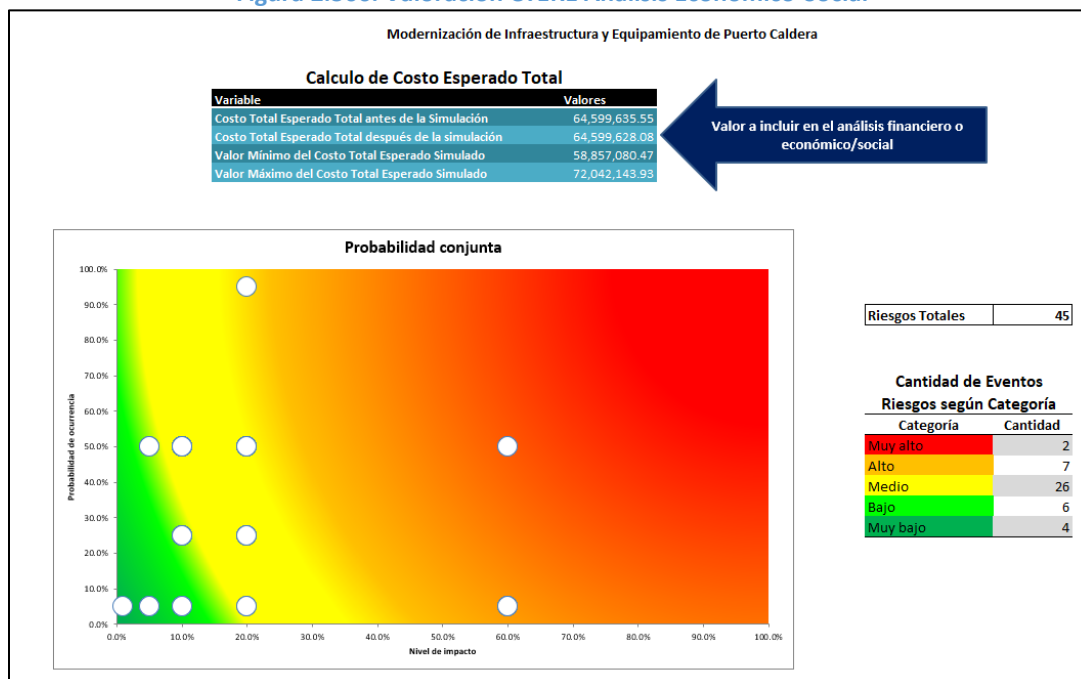 Modernización de Infraestructura y Equipamiento de Puerto Caldera
Calculo de Costo Esperado Total
Variable Valores
Costo Total Esperado Total antes de la Simulación 64,599,635.55
Costo Total Esperado Total después de la simulación 64,599,628.08
Valor Mínimo del Costo Total Esperado Simulado 58,857,080.47
Valor Máximo del Costo Total Esperado Simulado 72,042,143.93
Valor a incluir en el análisis financiero o
económico/social
Probabilidad conjunta
100.0%
90.0%
80.0%
70.0%
60.0%
50.0%
40.0%
30.0%
20.0%
10.0%
0.0%
Probabilidad de ocurrencia
0.0% 10.0% 20.0% 30.0% 40.0% 50.0% 60.0% 70.0% 80.0% 90.0% 100.0%
Nivel de impacto
Riesgos Totales 45
Cantidad de Eventos
Riesgos según Categoría
Categoría Cantidad
Muy alto 2
Alto 7
Medio 26
Bajo 6
Muy bajo 4